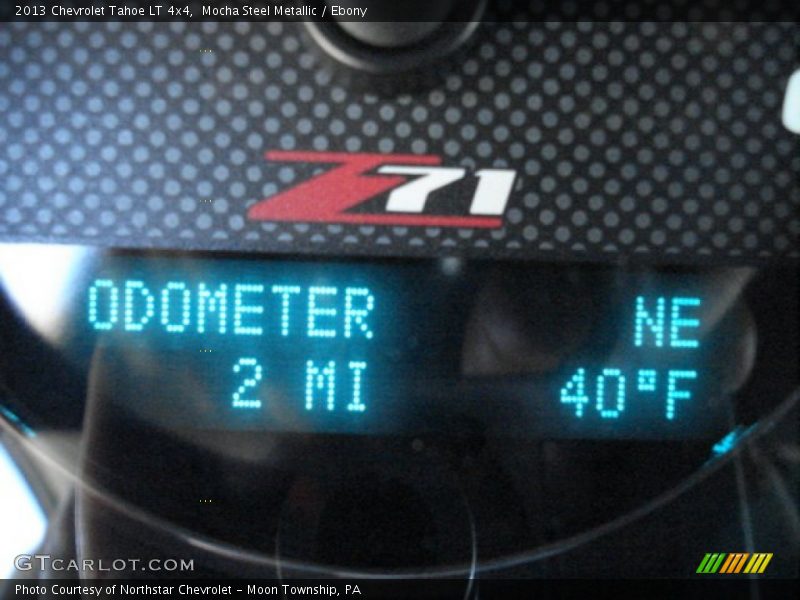 2013 Chevrolet Tahoe LT 4x4, Mocha Steel Metallic / Ebony
Z71
ODOMETER NE
2 MI 40°F
GTCARLOT.COM
Photo Courtesy of Northstar Chevrolet - Moon Township, PA